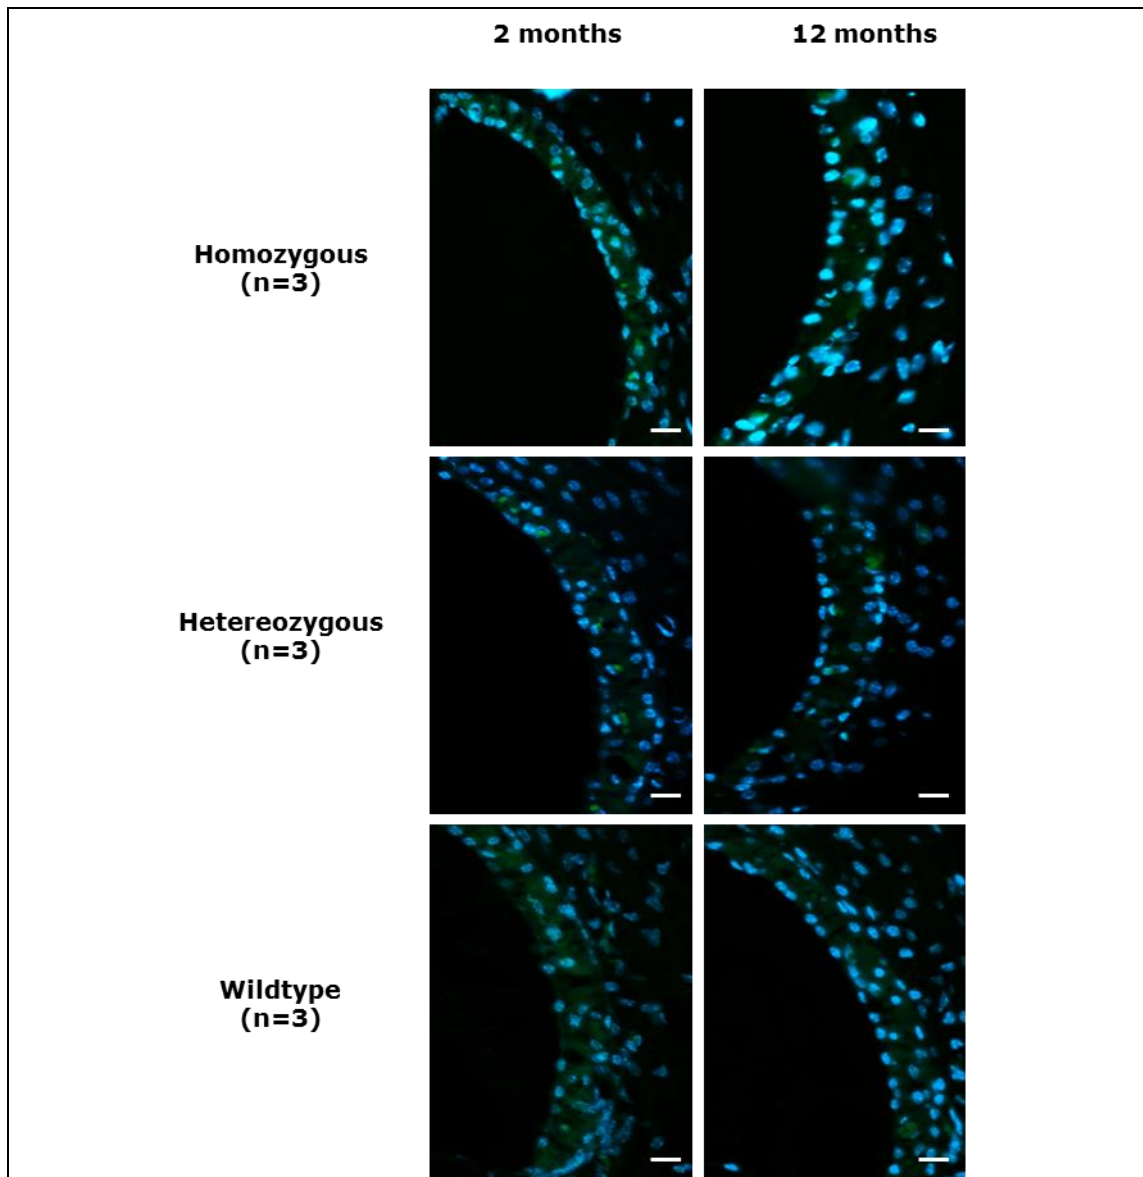 2 months
12 months
Homozygous
(n=3)
Hetereozygous
(n=3)
Wildtype
(n=3)